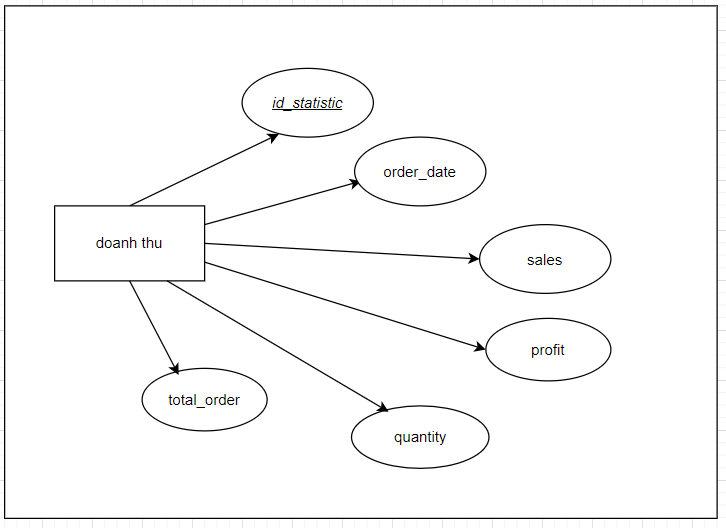 id_statistic
order_date
doanh thu
sales
profit
total_order
quantity